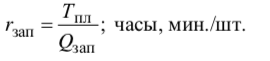 r_зап = T_пл / Q_зап; часы, мин./шт.